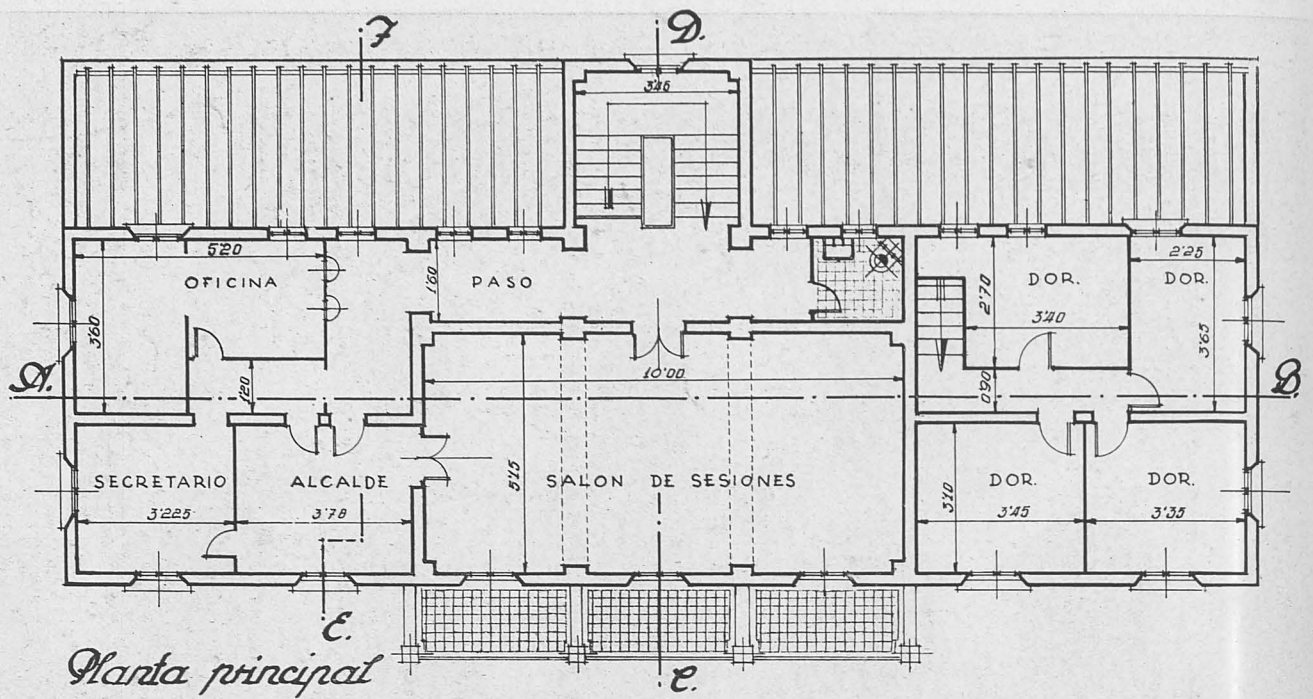 F D.
3'46
5'20 2'25
OFICINA 1'60 PASO 2'70 DOR. DOR.
3'60 3'40 3'65
A. 1'20 10'00 0'90 B.
SECRETARIO ALCALDE 5'15 SALON DE SESIONES 3'10 DOR. DOR.
3'225 3'78 3'45 3'35
E.
Planta principal C.